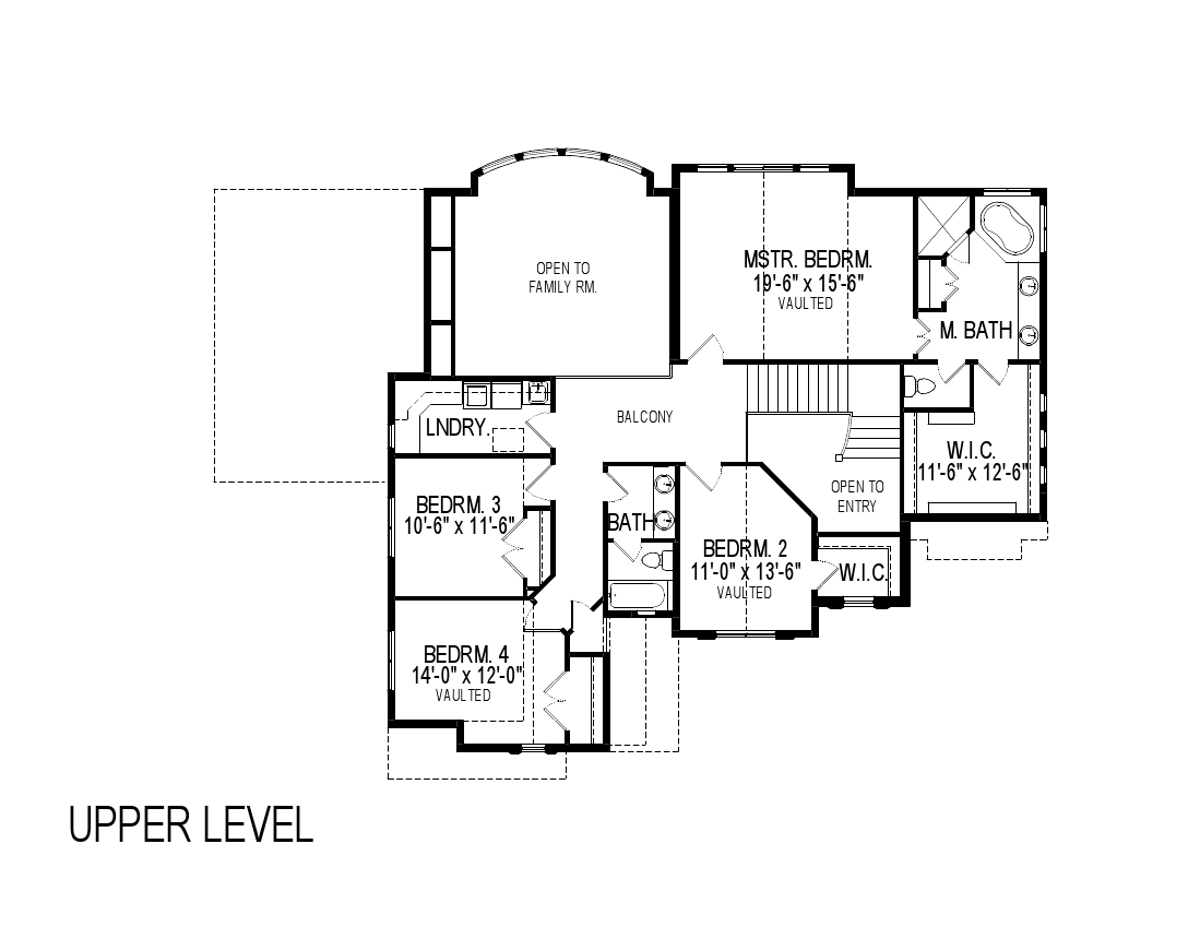 OPEN TO
FAMILY RM.
MSTR. BEDRM.
19'-6" x 15'-6"
VAULTED
M. BATH
LNDRY.
BALCONY
W.I.C.
11'-6" x 12'-6"
BEDRM. 3
10'-6" x 11'-6"
BATH
OPEN TO
ENTRY
BEDRM. 2
11'-0" x 13'-6"
VAULTED
W.I.C.
BEDRM. 4
14'-0" x 12'-0"
VAULTED
UPPER LEVEL